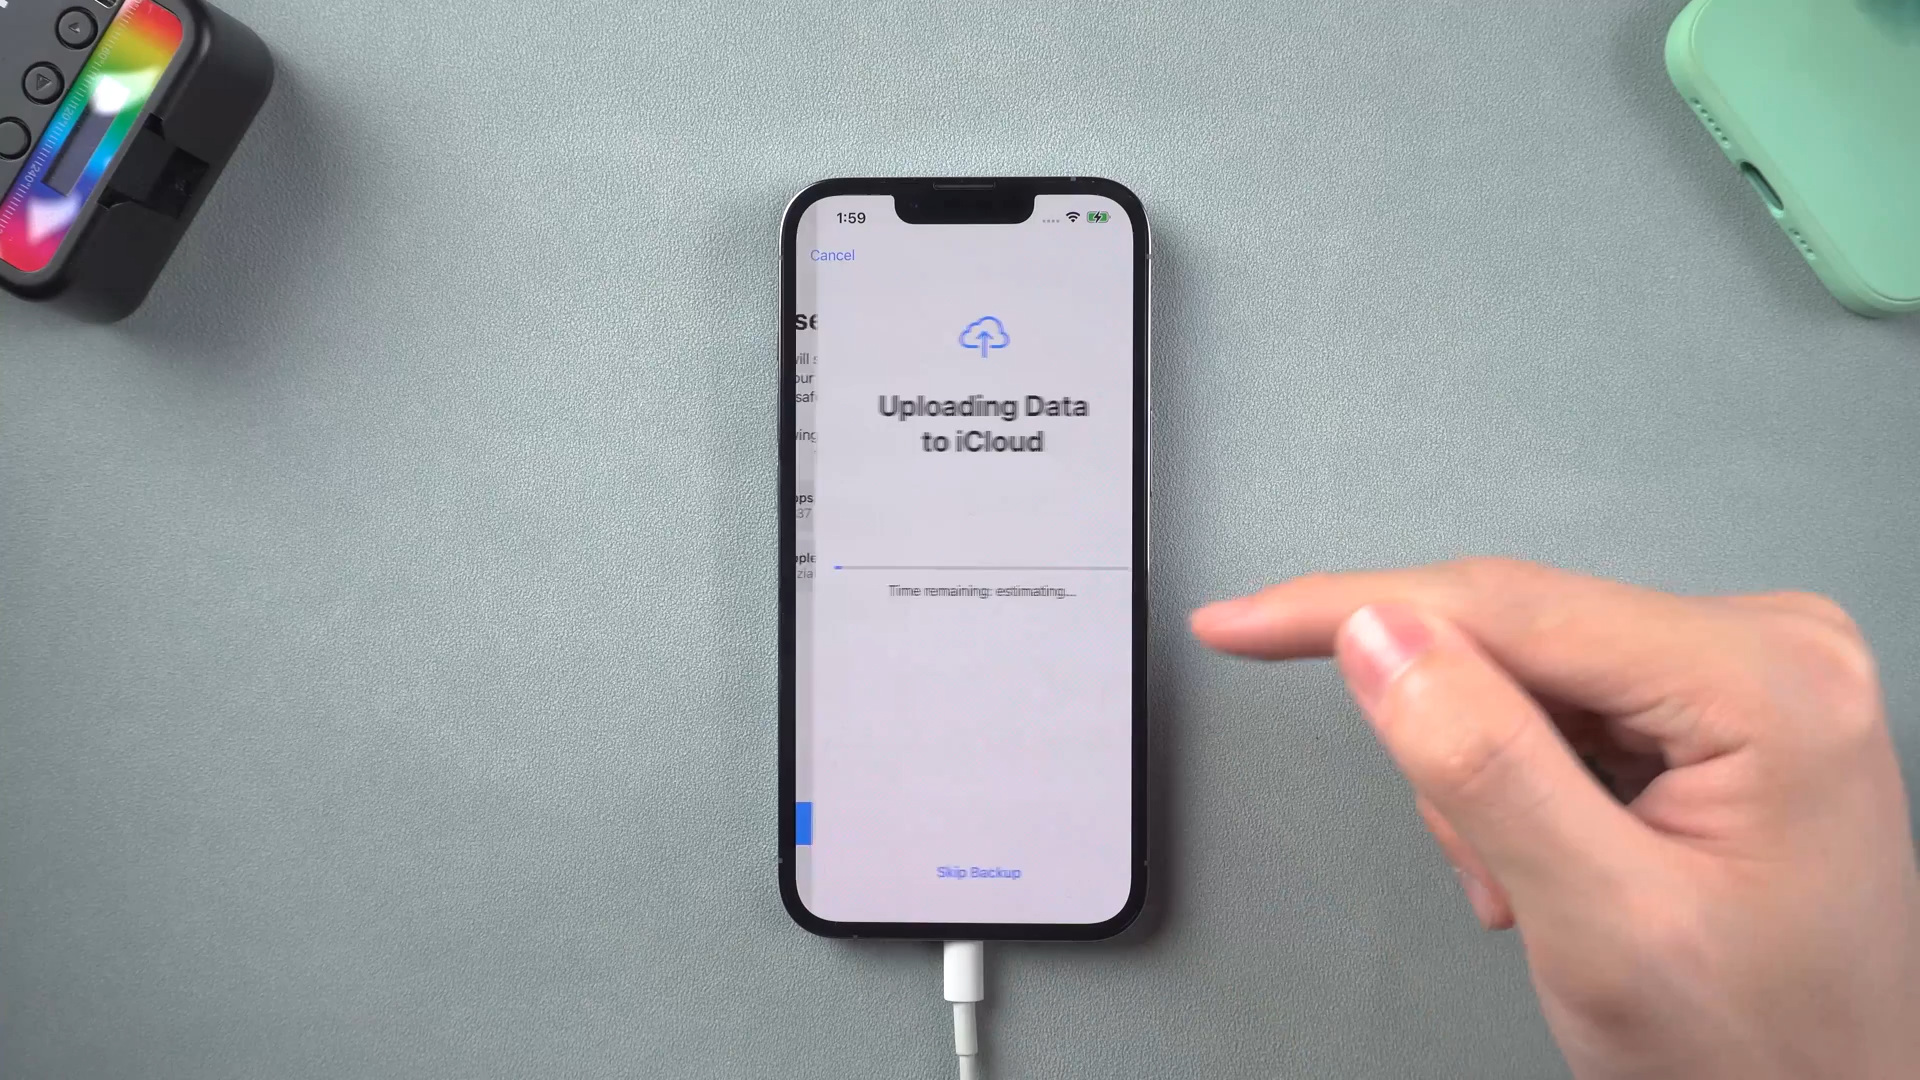 1:59
Cancel
Uploading Data
to iCloud
Time remaining: estimating...
Skip Backup